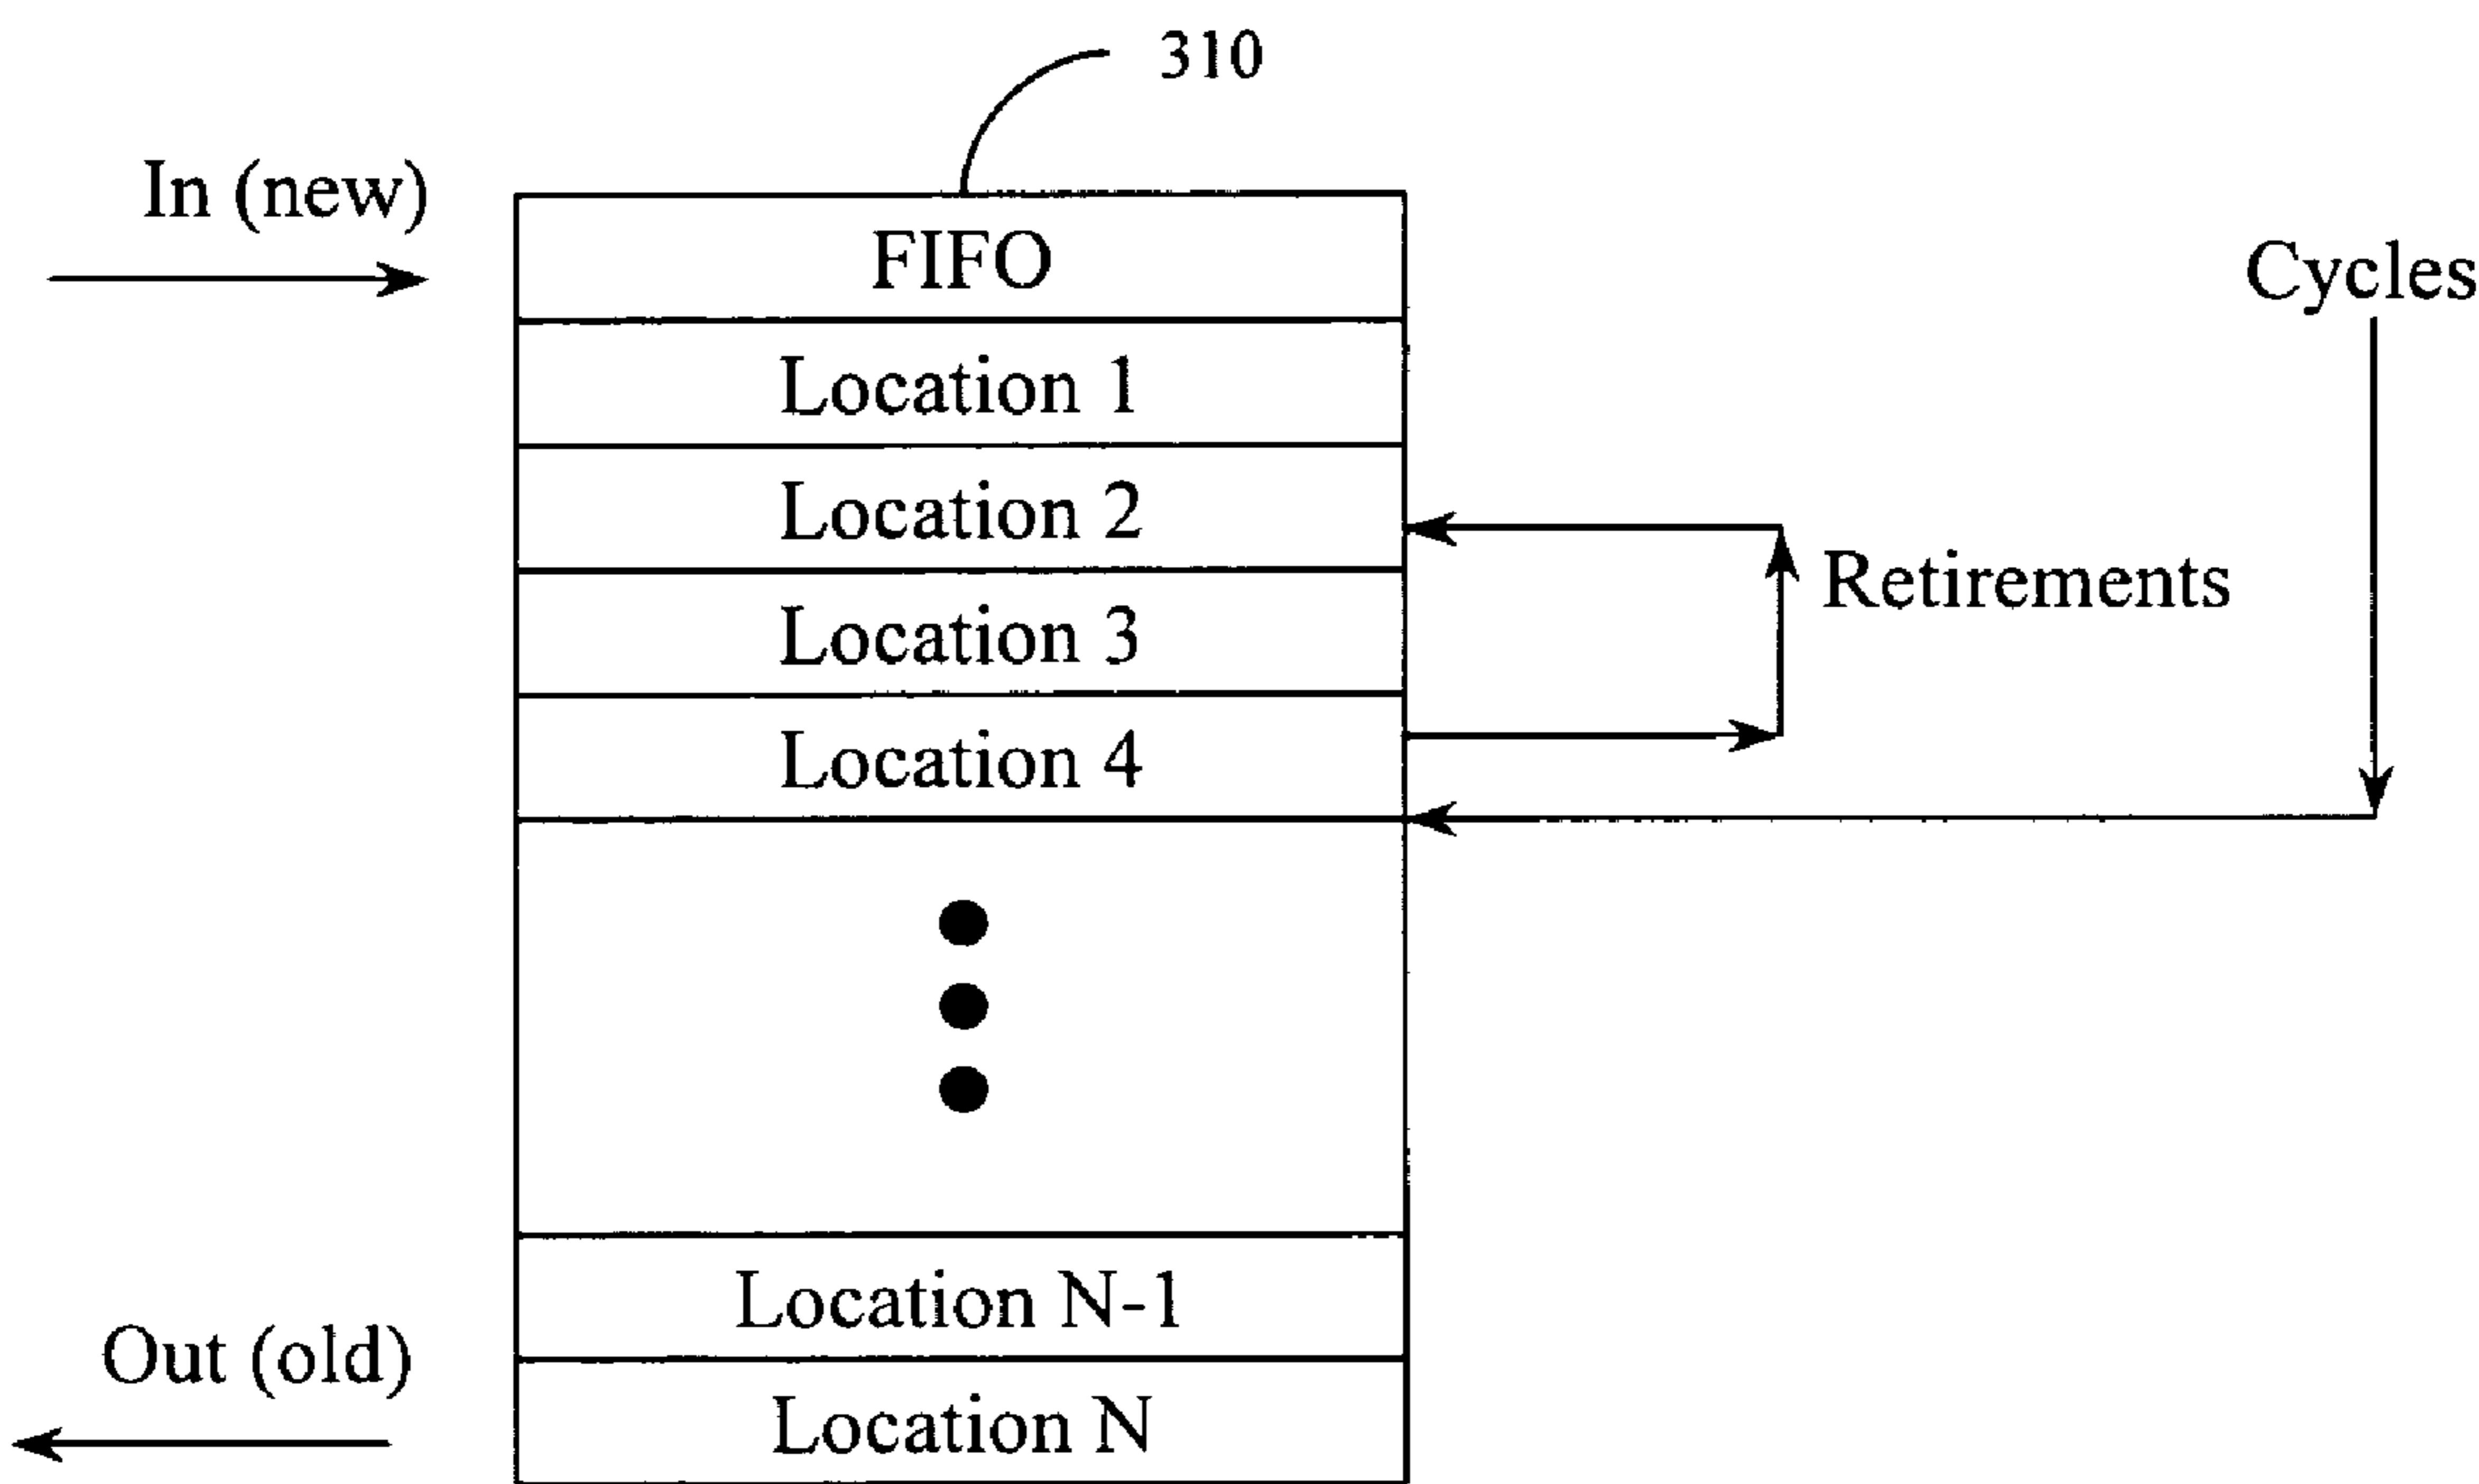 310
In (new)
FIFO
Cycles
Location 1
Location 2
Retirements
Location 3
Location 4
Location N-1
Out (old)
Location N